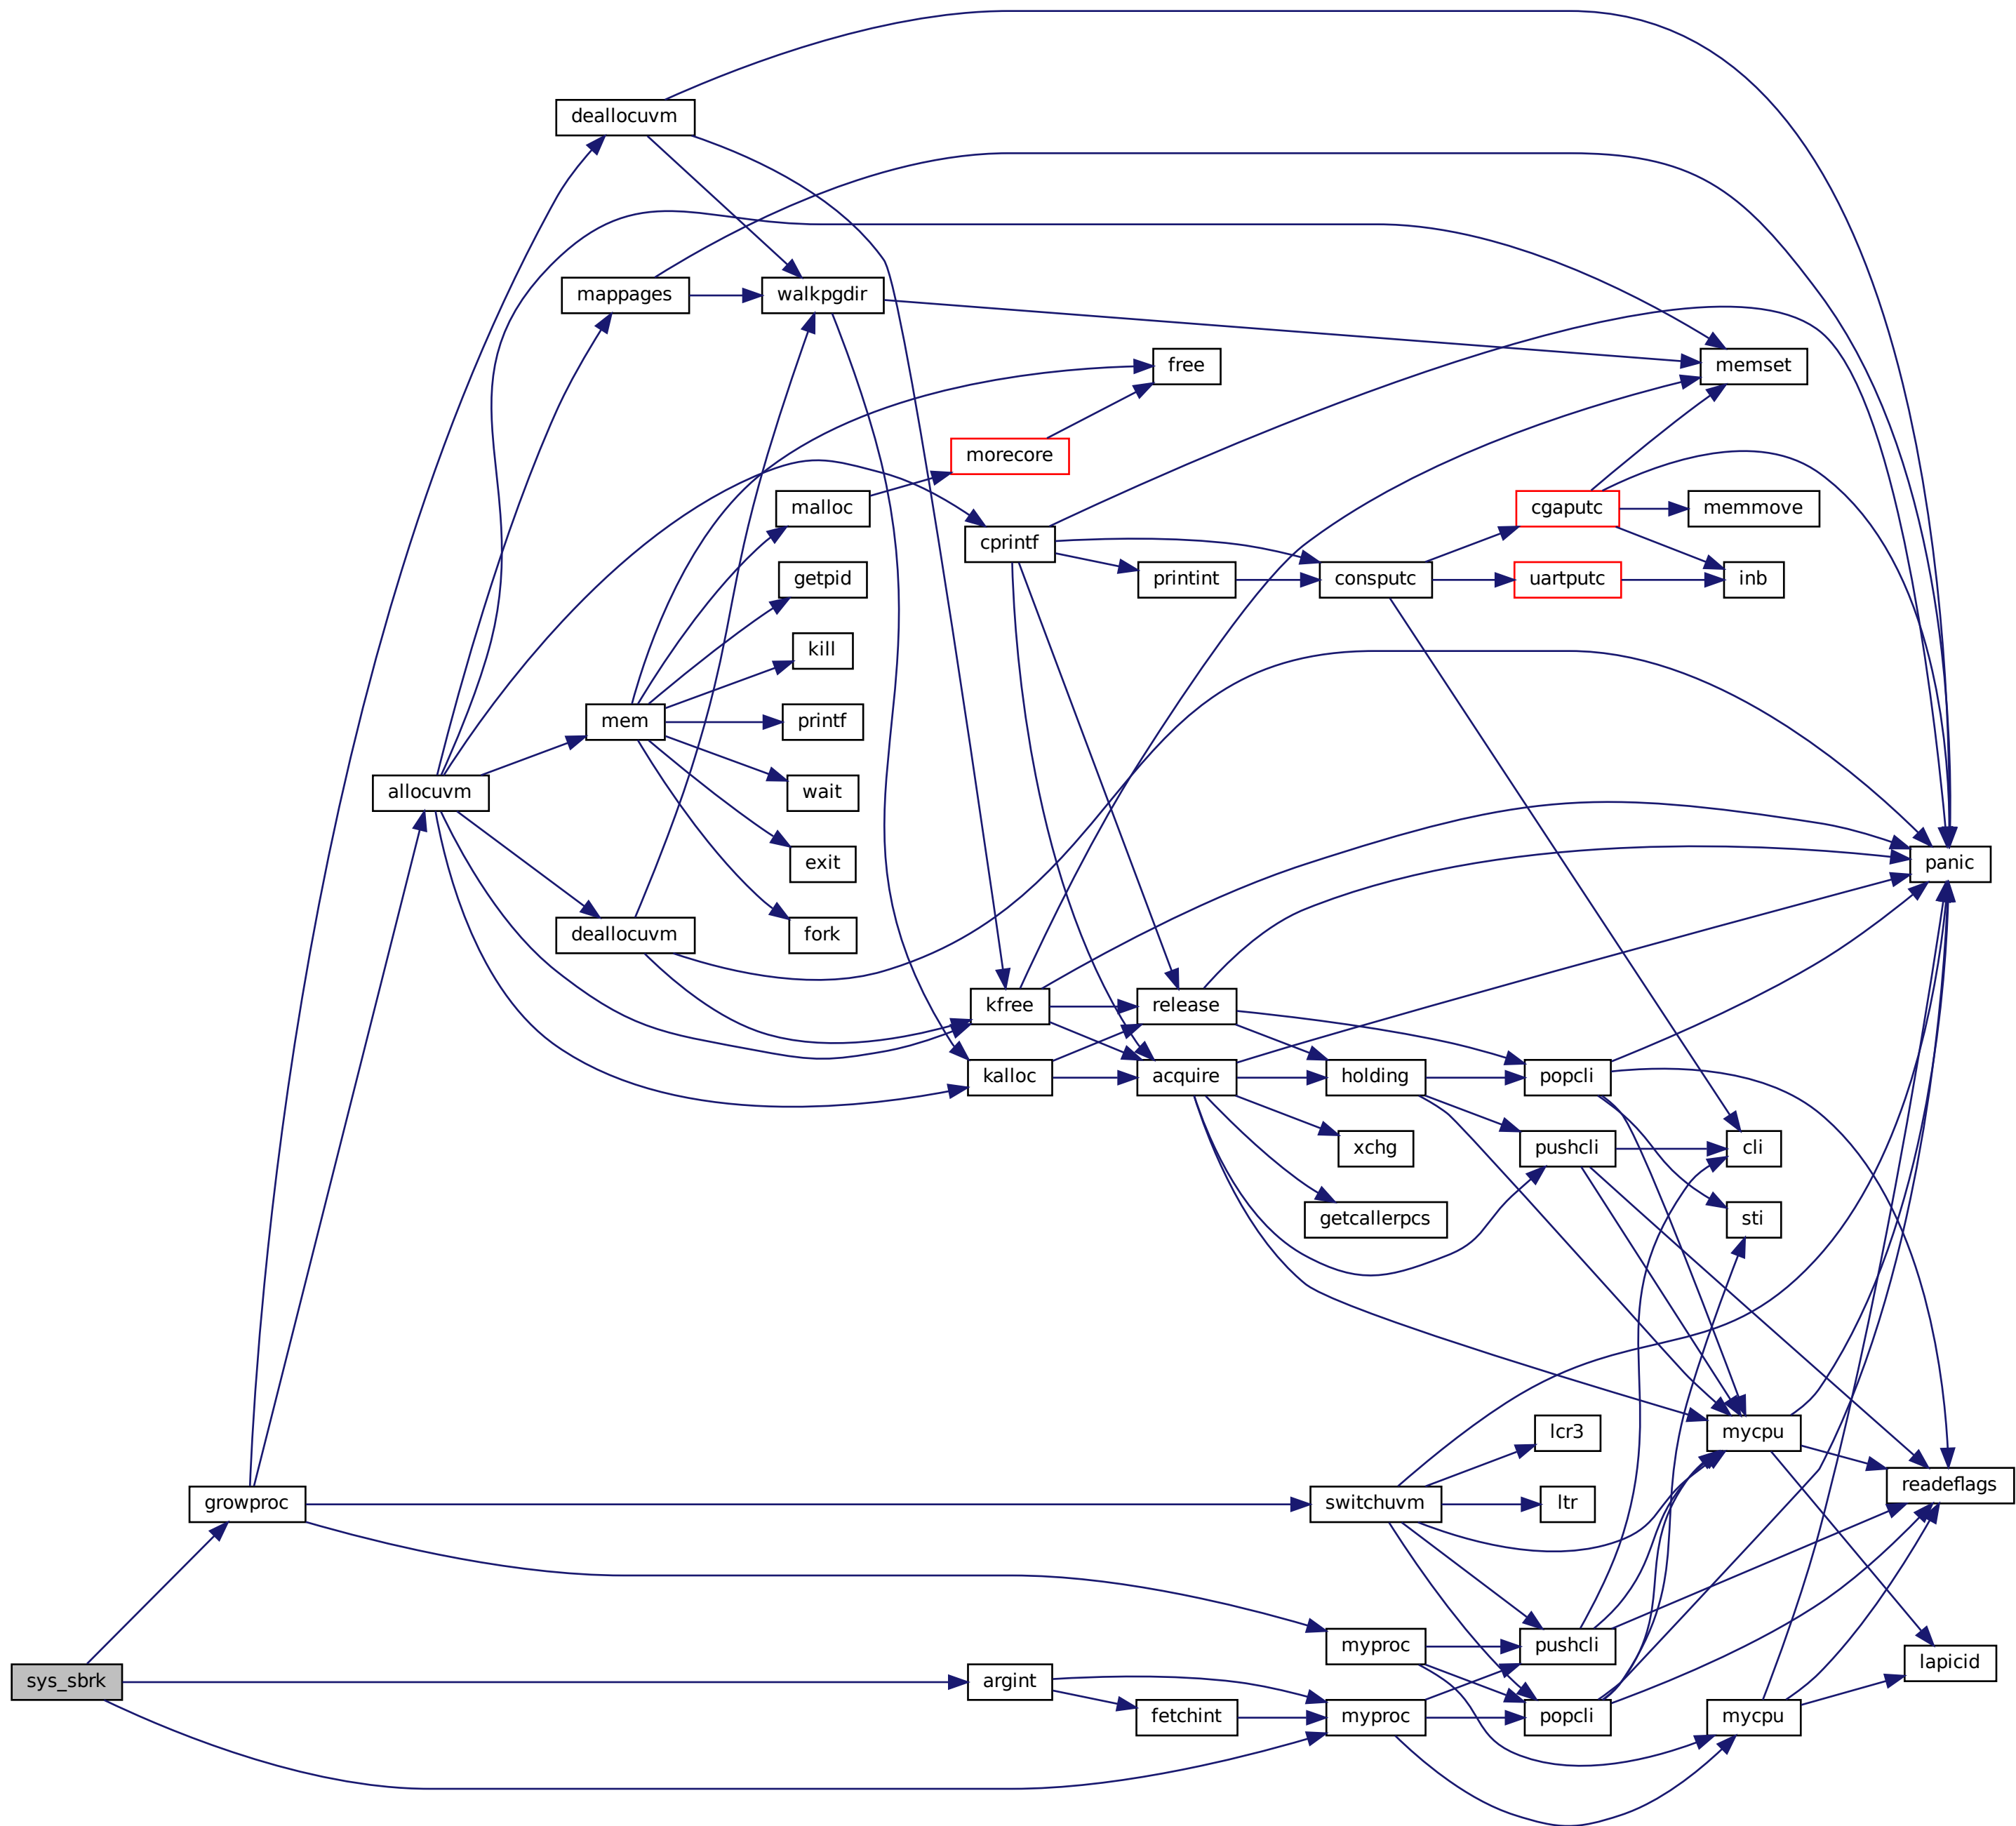 deallocuvm
mappages
walkpgdir
free
memset
morecore
malloc
cgaputc
memmove
cprintf
getpid
printint
consputc
uartputc
inb
kill
mem
printf
allocuvm
wait
exit
panic
deallocuvm
fork
kfree
release
kalloc
acquire
holding
popcli
xchg
pushcli
cli
getcallerpcs
sti
lcr3
mycpu
growproc
switchuvm
ltr
readeflags
myproc
pushcli
lapicid
sys_sbrk
argint
fetchint
myproc
popcli
mycpu